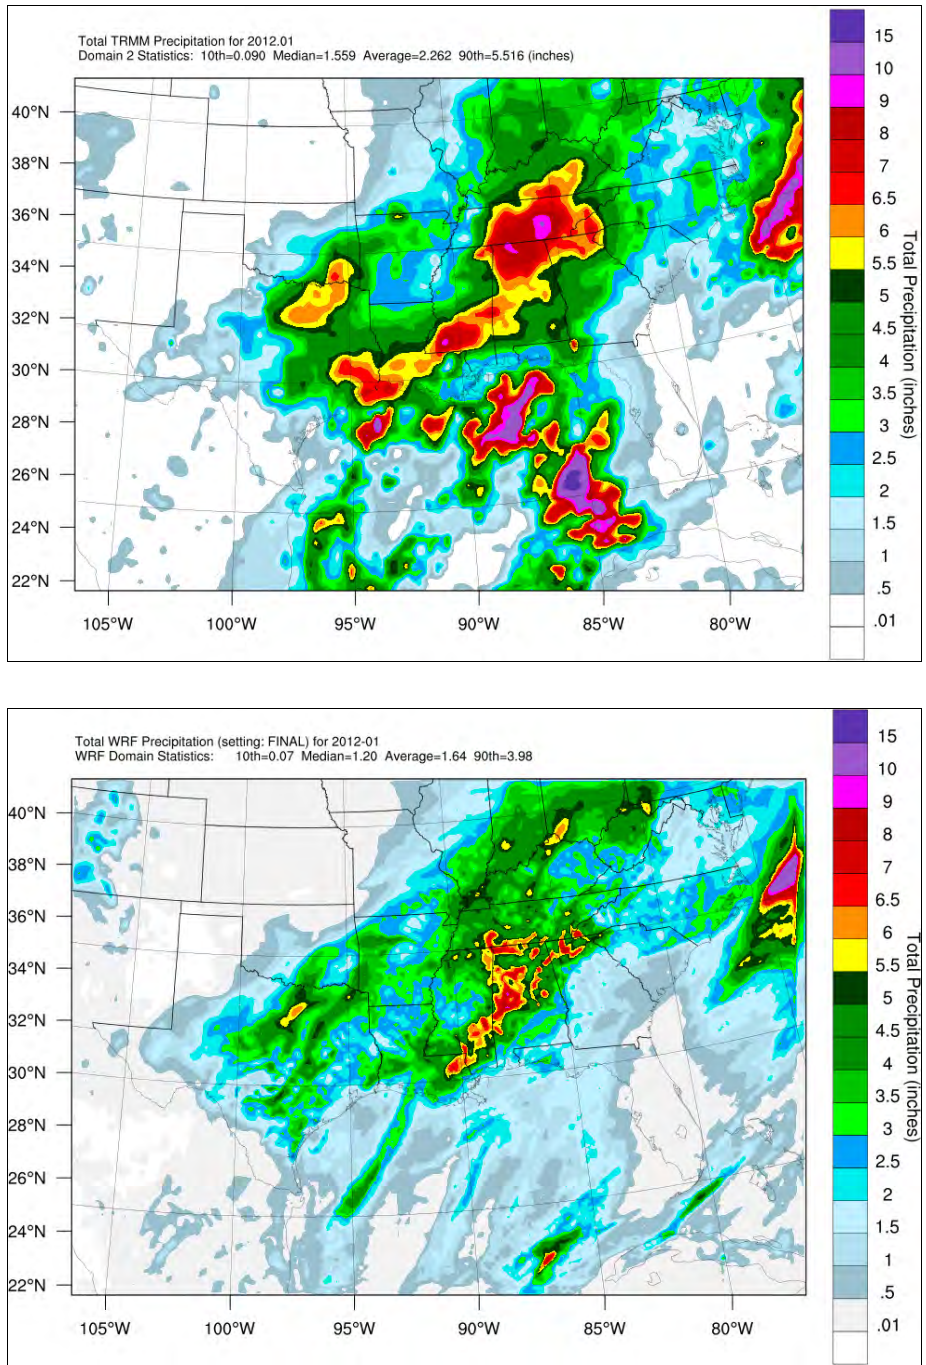 Total TRMM Precipitation for 2012.01
Domain 2 Statistics: 10th=0.090 Median=1.559 Average=2.262 90th=5.516 (inches)
40°N
38°N
36°N
34°N
32°N
30°N
28°N
26°N
24°N
22°N
105°W 100°W 95°W 90°W 85°W 80°W
15
10
9
8
7
6.5
6
5.5
5
4.5
4
3.5
3
2.5
2
1.5
1
.5
.01
Total Precipitation (inches)
Total WRF Precipitation (setting: FINAL) for 2012-01
WRF Domain Statistics: 10th=0.07 Median=1.20 Average=1.64 90th=3.98
40°N
38°N
36°N
34°N
32°N
30°N
28°N
26°N
24°N
22°N
105°W 100°W 95°W 90°W 85°W 80°W
15
10
9
8
7
6.5
6
5.5
5
4.5
4
3.5
3
2.5
2
1.5
1
.5
.01
Total Precipitation (inches)